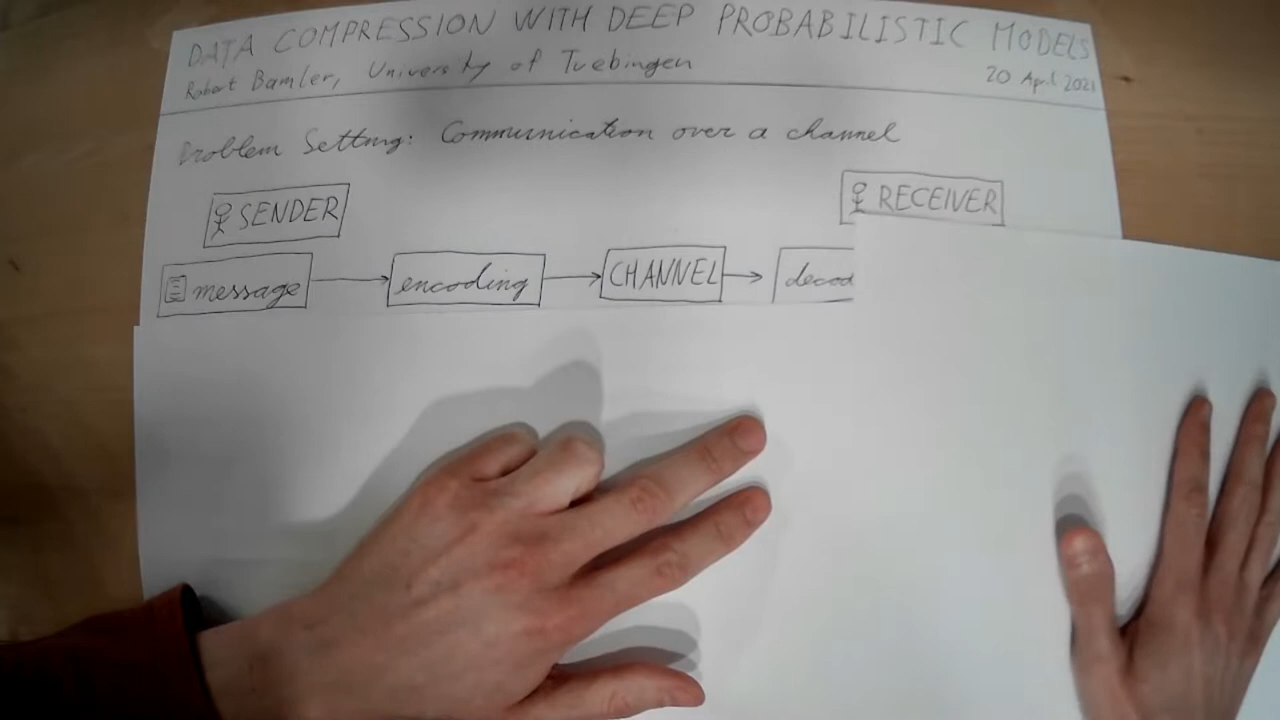 DATA COMPRESSION WITH DEEP PROBABILISTIC MODELS
Robert Bamler, University of Tuebingen 20 April 2021
Problem Setting: Communication over a channel
SENDER RECEIVER
message encoding CHANNEL decod